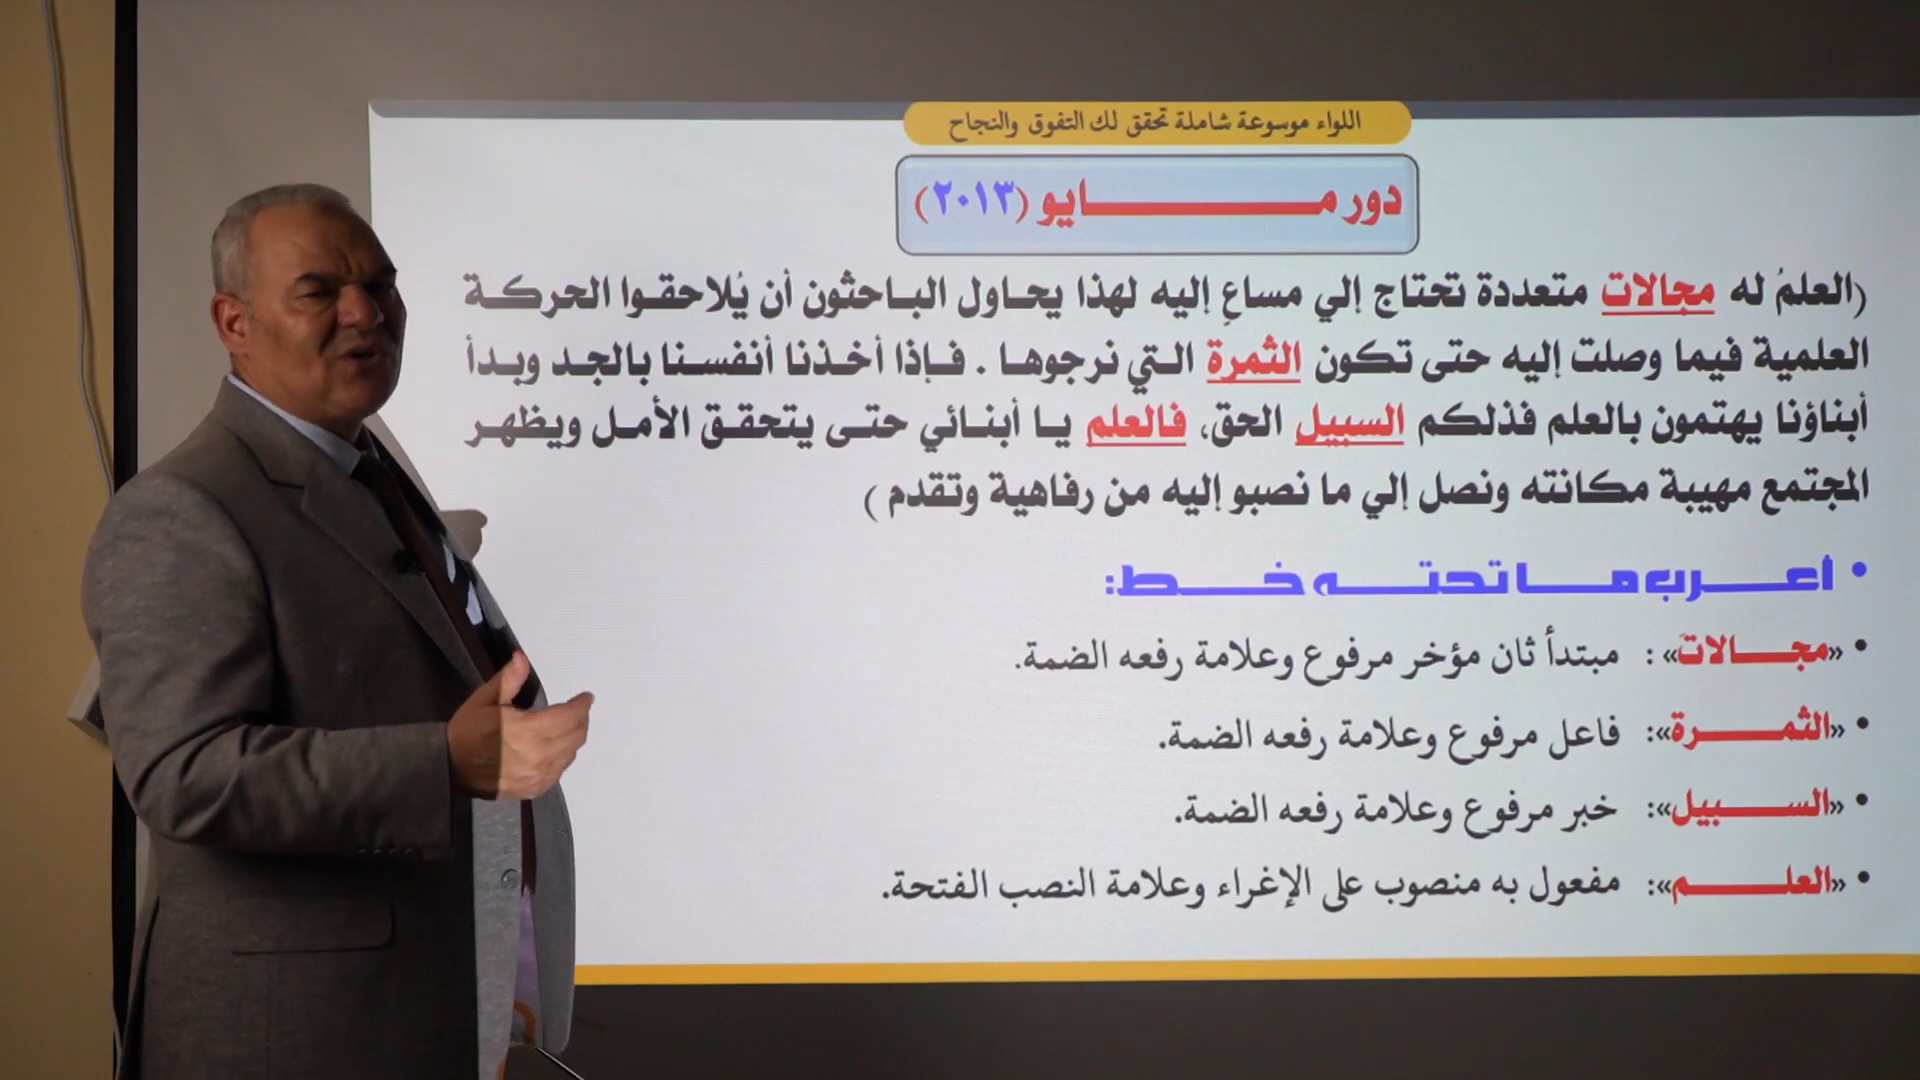 اللواء موسوعة شاملة تحقق لك التفوق والنجاح
دور مـــايو (٢٠١٣)
(العلمُ له مجالات متعددة تحتاج إلي مساعٍ إليه لهذا يحاول الباحثون أن يُلاحقوا الحركة
العلمية فيما وصلت إليه حتى تكون الثمرة التي نرجوها . فإذا أخذنا أنفسنا بالجد وبدأ
أبناؤنا يهتمون بالعلم فذلكم السبيل الحق، فالعلم يا أبنائي حتى يتحقق الأمل ويظهر
المجتمع مهيبة مكانته ونصل إلي ما نصبو إليه من رفاهية وتقدم )
• أعرب ما تحته خط:
• «مجالات» : مبتدأ ثان مؤخر مرفوع وعلامة رفعه الضمة.
• «الثمرة»: فاعل مرفوع وعلامة رفعه الضمة.
• «السبيل»: خبر مرفوع وعلامة رفعه الضمة.
• «العلم»: مفعول به منصوب على الإغراء وعلامة النصب الفتحة.